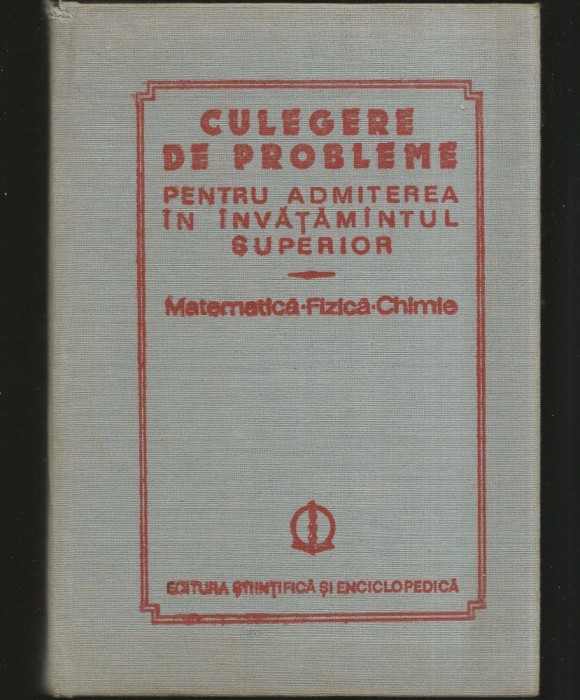 CULEGERE
DE PROBLEME
PENTRU ADMITEREA
ÎN ÎNVĂȚĂMÎNTUL
SUPERIOR
Matematică·Fizică·Chimie
EDITURA ȘTIINȚIFICĂ ȘI ENCICLOPEDICĂ